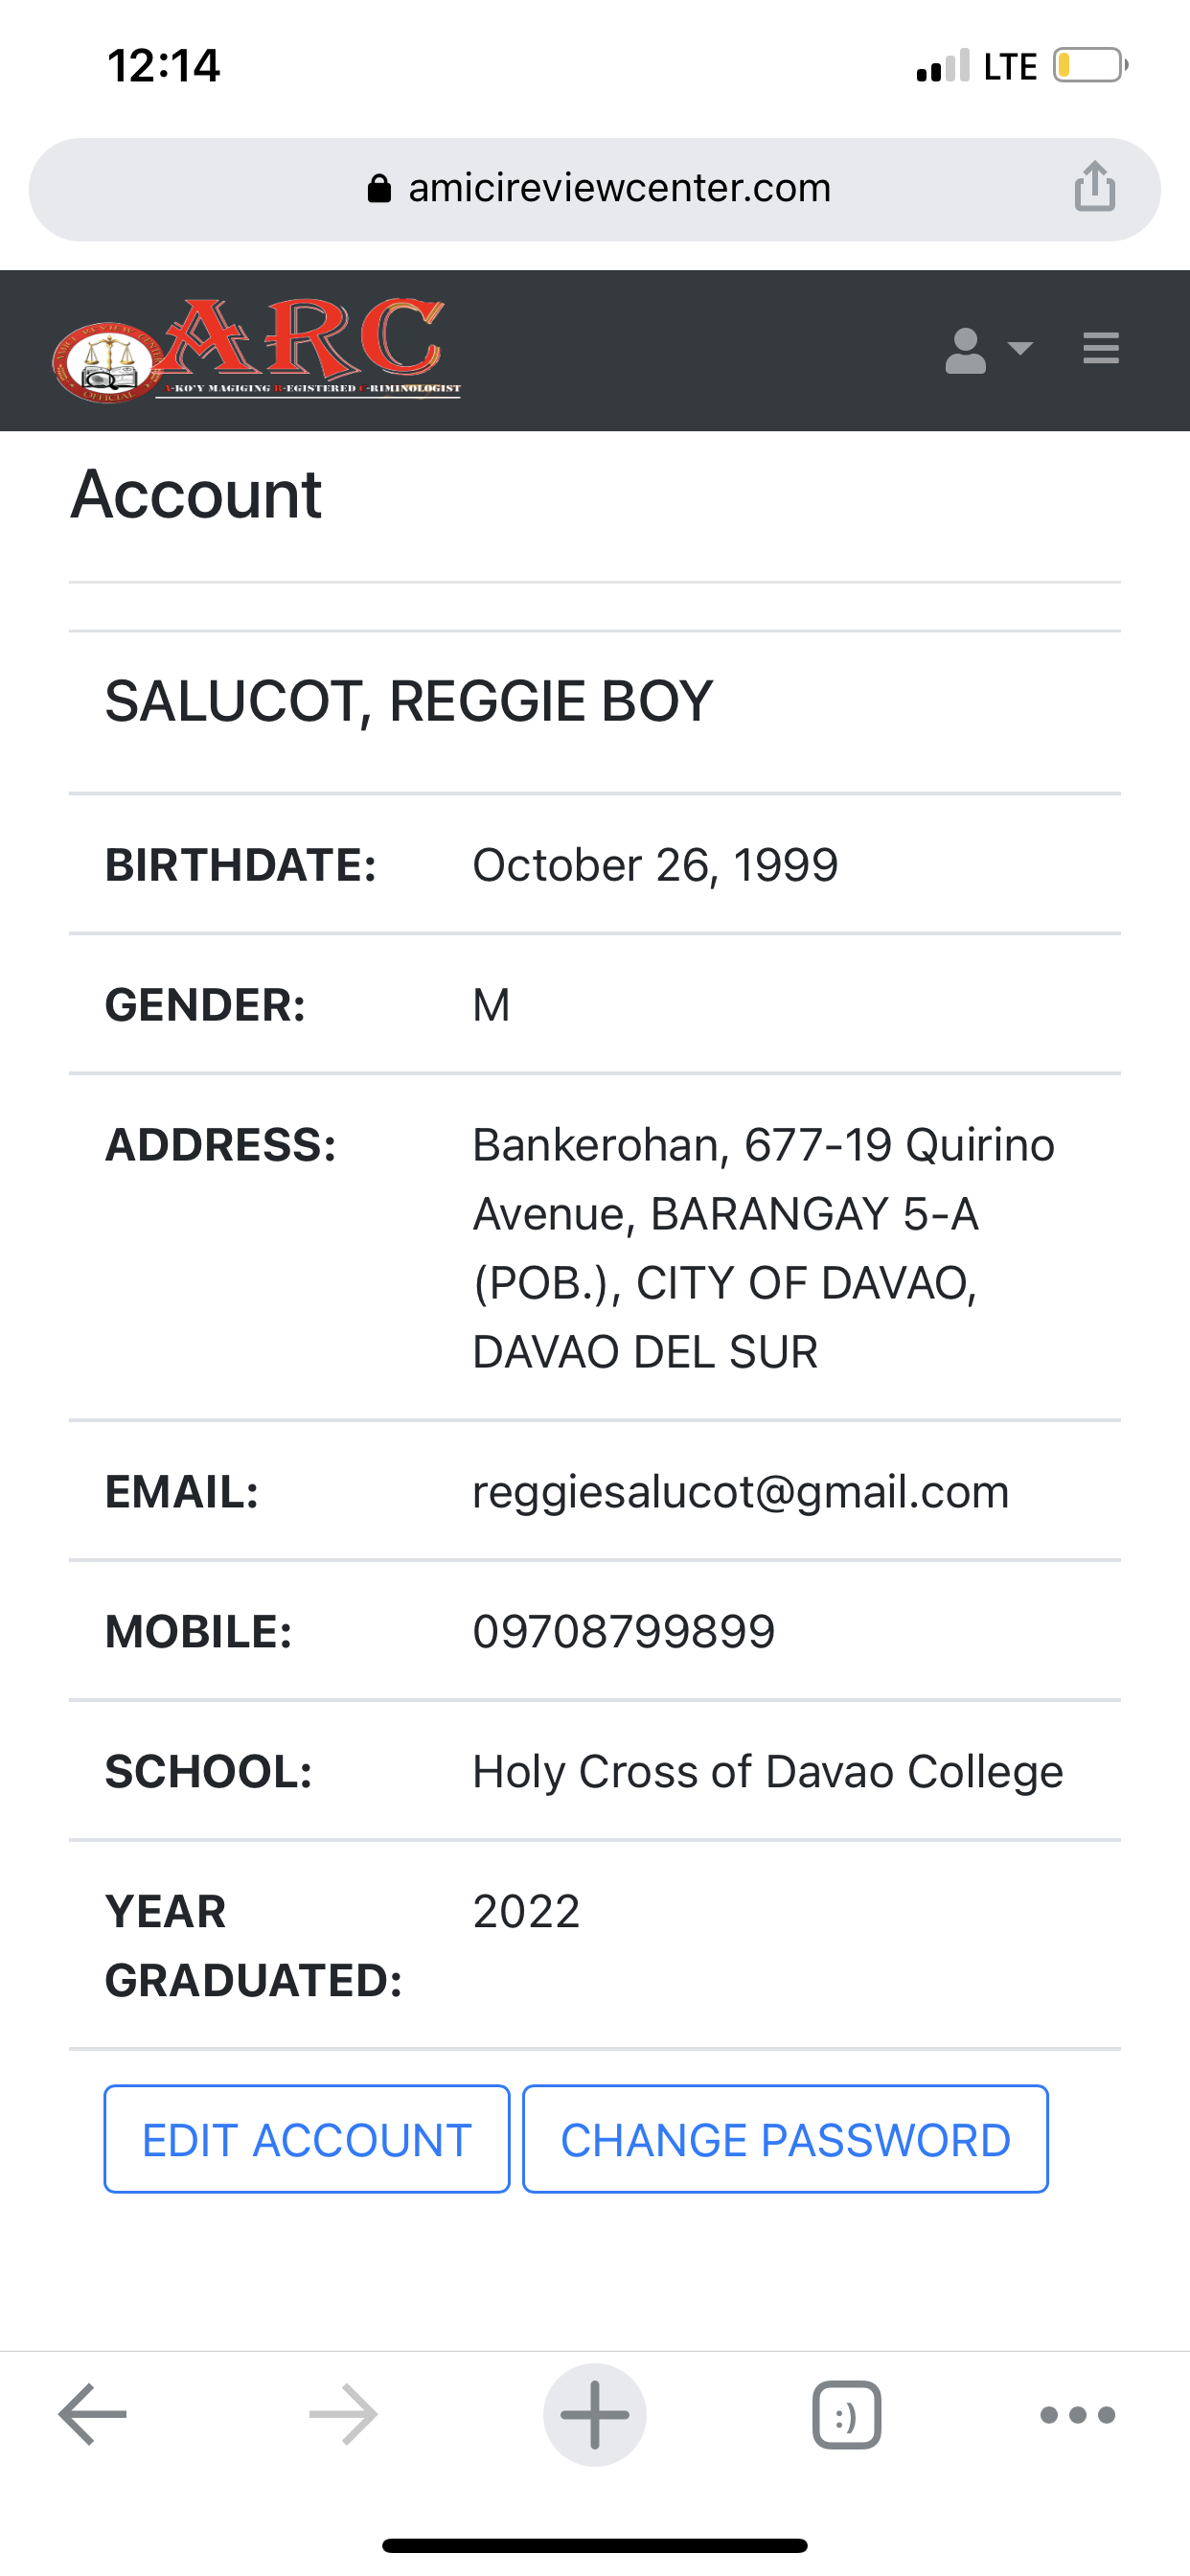 12:14
LTE
amicireviewcenter.com
ARC
A-KO'Y MAGIGING R-EGISTERED C-RIMINOLOGIST
OFFICIAL
Account
SALUCOT, REGGIE BOY
BIRTHDATE: October 26, 1999
GENDER: M
ADDRESS: Bankerohan, 677-19 Quirino
Avenue, BARANGAY 5-A
(POB.), CITY OF DAVAO,
DAVAO DEL SUR
EMAIL: reggiesalucot@gmail.com
MOBILE: 09708799899
SCHOOL: Holy Cross of Davao College
YEAR 2022
GRADUATED:
EDIT ACCOUNT CHANGE PASSWORD
:)